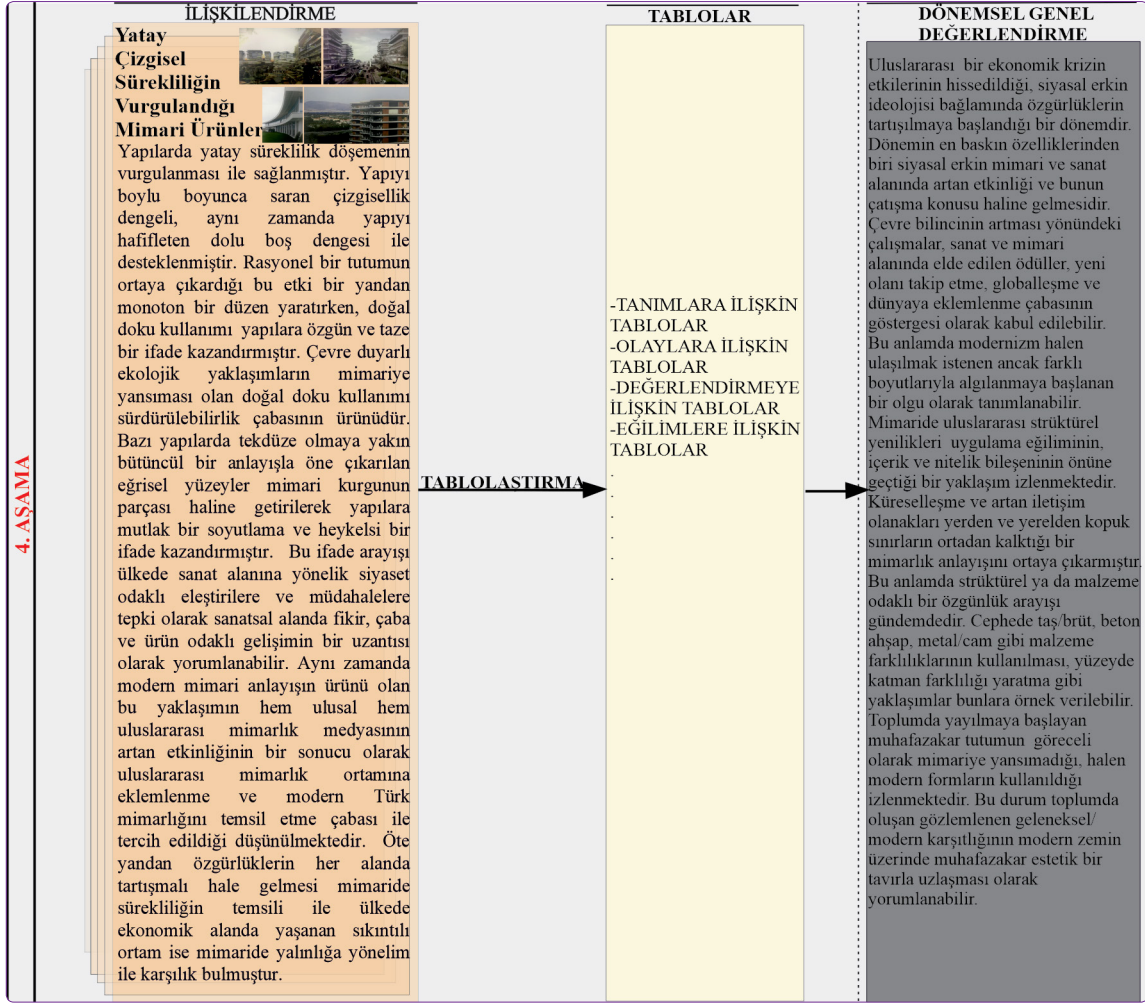 İLİŞKİLENDİRME
Yatay
Çizgisel
Sürekliliğin
Vurgulandığı
Mimari Ürünler
Yapılarda yatay süreklilik döşemenin
vurgulanması ile sağlanmıştır. Yapıyı
boylu boyunca saran çizgisellik
dengeli, aynı zamanda yapıyı
hafifleten dolu boş dengesi ile
desteklenmiştir. Rasyonel bir tutumun
ortaya çıkardığı bu etki bir yandan
monoton bir düzen yaratırken, doğal
doku kullanımı yapılara özgün ve taze
bir ifade kazandırmıştır. Çevre duyarlı
ekolojik yaklaşımların mimariye
yansıması olan doğal doku kullanımı
sürdürülebilirlik çabasının ürünüdür.
Bazı yapılarda tekdüze olmaya yakın
bütüncül bir anlayışla öne çıkarılan
eğrisel yüzeyler mimari kurgunun
parçası haline getirilerek yapılara
mutlak bir soyutlama ve heykelsi bir
ifade kazandırmıştır. Bu ifade arayışı
ülkede sanat alanına yönelik siyaset
odaklı eleştirilere ve müdahalelere
tepki olarak sanatsal alanda fikir, çaba
ve ürün odaklı gelişimin bir uzantısı
olarak yorumlanabilir. Aynı zamanda
modern mimari anlayışın ürünü olan
bu yaklaşımın hem ulusal hem
uluslararası mimarlık medyasının
artan etkinliğinin bir sonucu olarak
uluslararası mimarlık ortamına
eklemlenme ve modern Türk
mimarlığını temsil etme çabası ile
tercih edildiği düşünülmektedir. Öte
yandan özgürlüklerin her alanda
tartışmalı hale gelmesi mimaride
sürekliliğin temsili ile ülkede
ekonomik alanda yaşanan sıkıntılı
ortam ise mimaride yalınlığa yönelim
ile karşılık bulmuştur.
4. AŞAMA
TABLOLAŞTIRMA
TABLOLAR
-TANIMLARA İLİŞKİN
TABLOLAR
-OLAYLARA İLİŞKİN
TABLOLAR
-DEĞERLENDİRMEYE
İLİŞKİN TABLOLAR
-EĞİLİMLERE İLİŞKİN
TABLOLAR
.
.
.
.
.
.
DÖNEMSEL GENEL
DEĞERLENDİRME
Uluslararası bir ekonomik krizin
etkilerinin hissedildiği, siyasal erkin
ideolojisi bağlamında özgürlüklerin
tartışılmaya başlandığı bir dönemdir.
Dönemin en baskın özelliklerinden
biri siyasal erkin mimari ve sanat
alanında artan etkinliği ve bunun
çatışma konusu haline gelmesidir.
Çevre bilincinin artması yönündeki
çalışmalar, sanat ve mimari
alanında elde edilen ödüller, yeni
olanı takip etme, globalleşme ve
dünyaya eklemlenme çabasının
göstergesi olarak kabul edilebilir.
Bu anlamda modernizm halen
ulaşılmak istenen ancak farklı
boyutlarıyla algılanmaya başlanan
bir olgu olarak tanımlanabilir.
Mimaride uluslararası strüktürel
yenilikleri uygulama eğiliminin,
içerik ve nitelik bileşeninin önüne
geçtiği bir yaklaşım izlenmektedir.
Küreselleşme ve artan iletişim
olanakları yerden ve yerelden kopuk
sınırların ortadan kalktığı bir
mimarlık anlayışını ortaya çıkarmıştır.
Bu anlamda strüktürel ya da malzeme
odaklı bir özgünlük arayışı
gündemdedir. Cephede taş/brüt, beton
ahşap, metal/cam gibi malzeme
farklılıklarının kullanılması, yüzeyde
katman farklılığı yaratma gibi
yaklaşımlar bunlara örnek verilebilir.
Toplumda yayılmaya başlayan
muhafazakar tutumun göreceli
olarak mimariye yansımadığı, halen
modern formların kullanıldığı
izlenmektedir. Bu durum toplumda
oluşan gözlemlenen geleneksel/
modern karşıtlığının modern zemin
üzerinde muhafazakar estetik bir
tavırla uzlaşması olarak
yorumlanabilir.